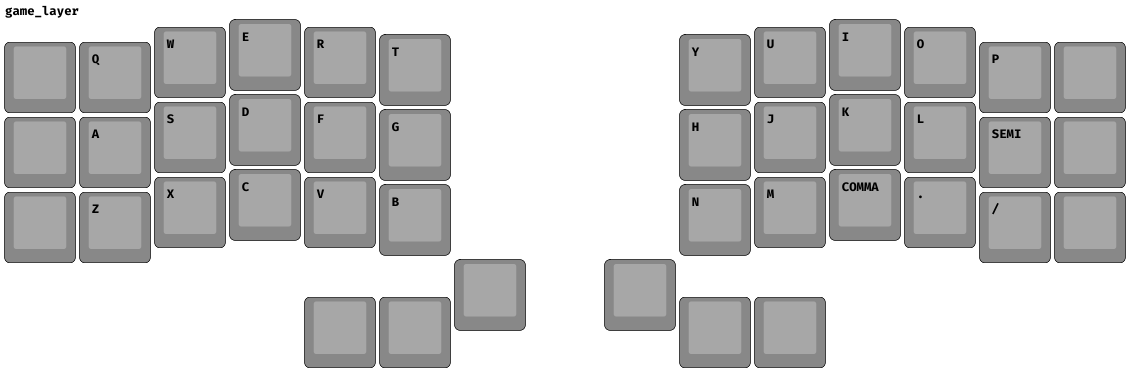 game_layer
Q W E R T Y U I O P
A S D F G H J K L SEMI
Z X C V B N M COMMA . /